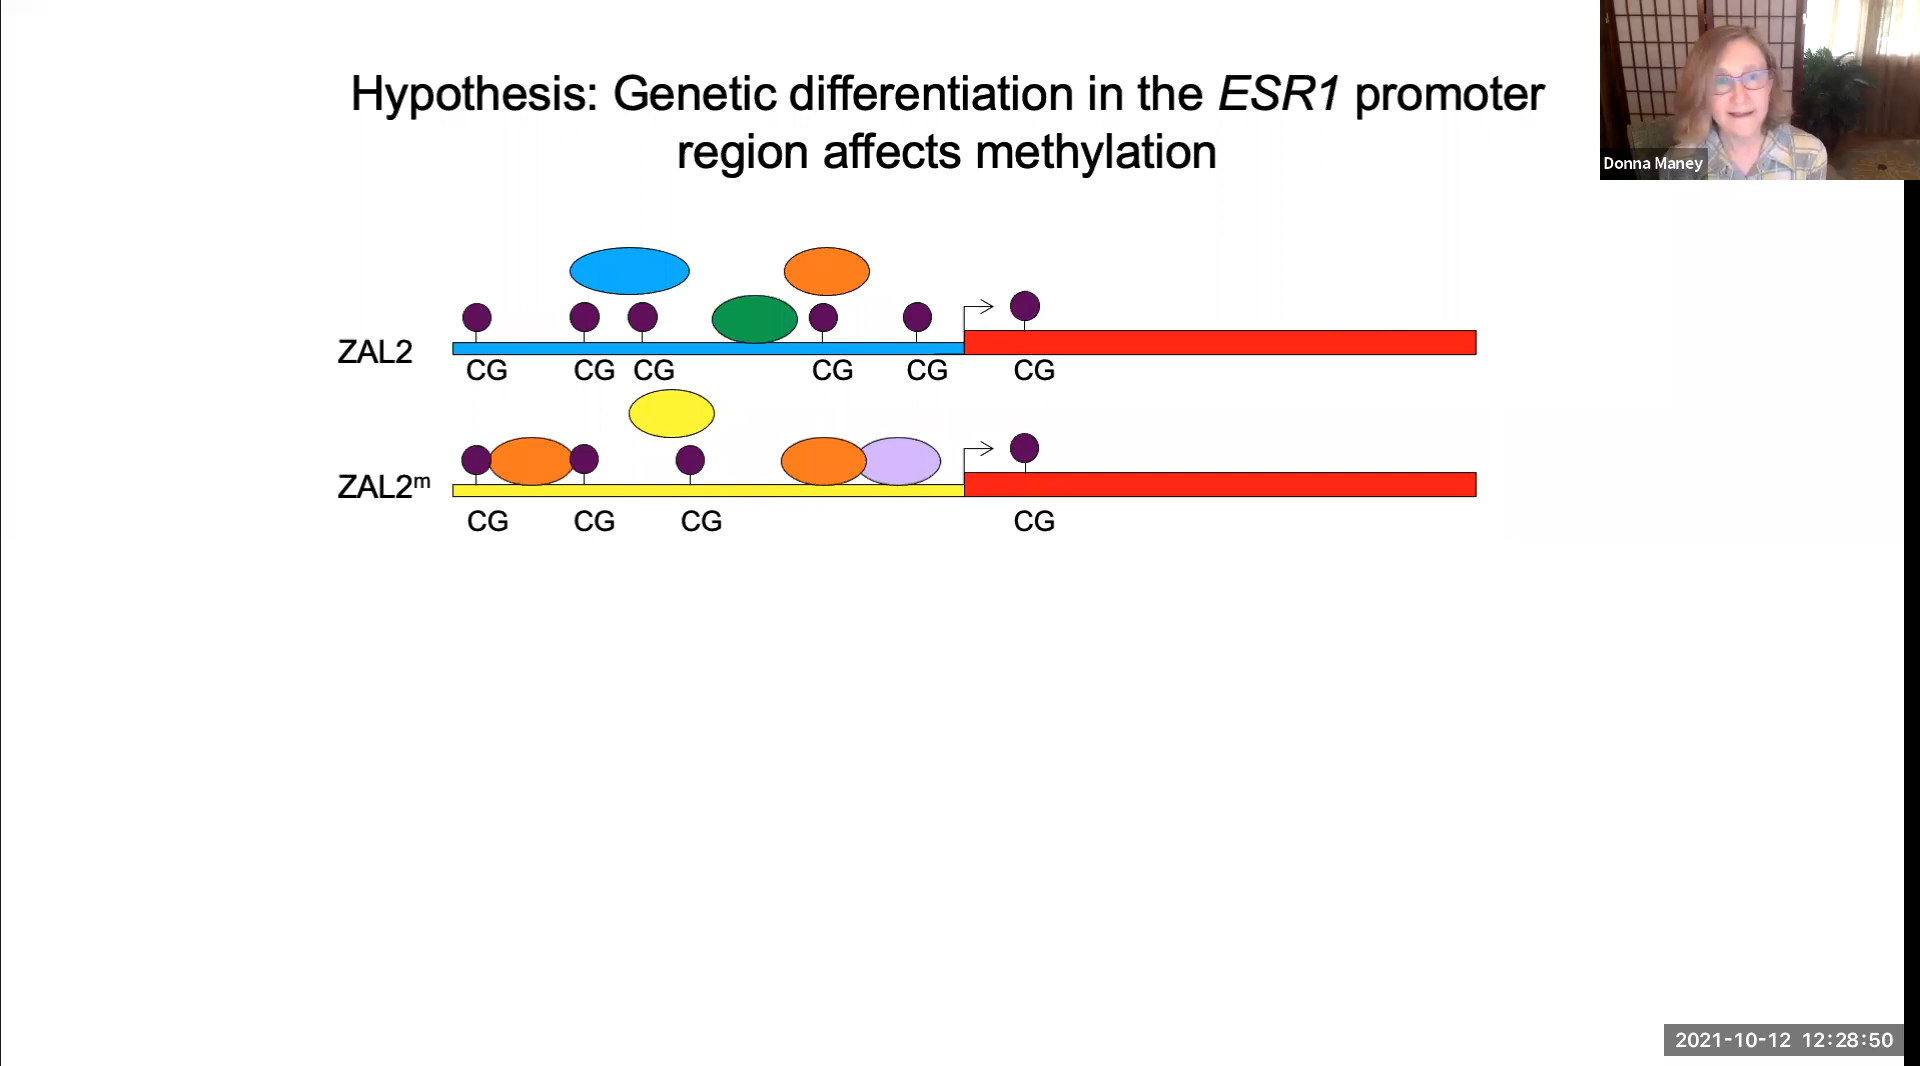 Hypothesis: Genetic differentiation in the ESR1 promoter
region affects methylation
Donna Maney
ZAL2
CG CG CG CG CG CG
ZAL2ᵐ
CG CG CG CG
2021-10-12 12:28:50